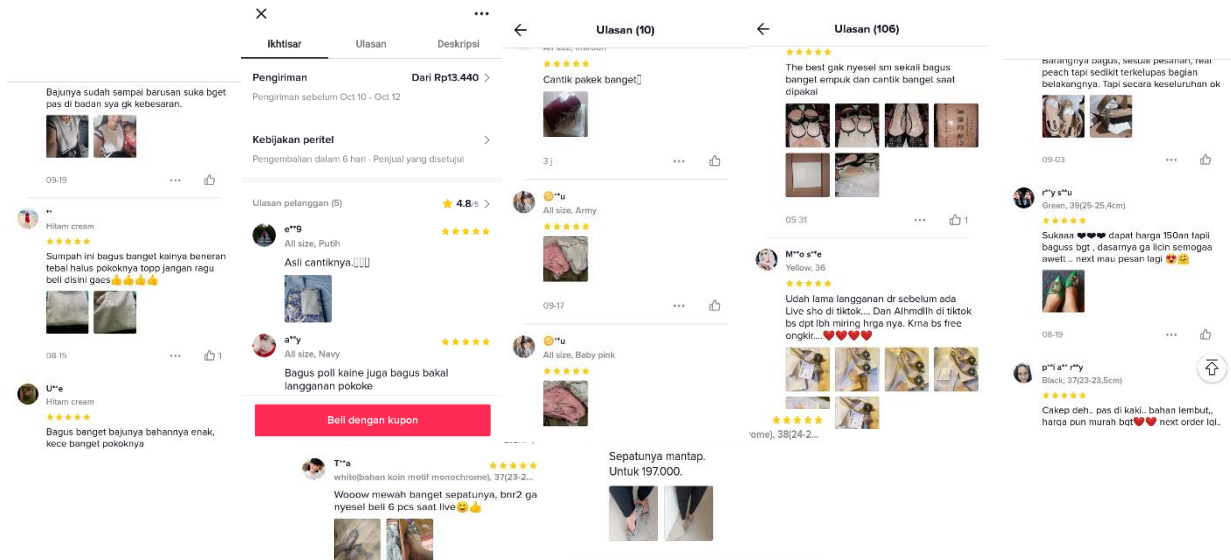 Bajunya sudah sampai barusan suka bget
pas di badan sya gk kebesaran.
09-19
**
Hitam cream
Sumpah ini bagus banget kainya beneran
tebal halus pokoknya topp jangan ragu
beli disini gaes👍👍👍👍
08-15
1
U**e
Hitam cream
Bagus banget bajunya bahannya enak,
kece banget pokoknya
Ikhtisar
Ulasan
Deskripsi
Pengiriman
Dari Rp13.440
Pengiriman sebelum Oct 10 - Oct 12
Kebijakan peritel
Pengembalian dalam 6 hari · Penjual yang disetujui
Ulasan pelanggan (5)
4.8/5
e**9
All size, Putih
Asli cantiknya.
a**y
All size, Navy
Bagus poll kaine juga bagus bakal
langganan pokoke
Beli dengan kupon
T**a
white(bahan koin motif monochrome), 37(23-2...
Wooow mewah banget sepatunya, bnr2 ga
nyesel beli 6 pcs saat live😊👍
Ulasan (10)
All size, maroon
Cantik pakek banget
3 j
**u
All size, Army
09-17
**u
All size, Baby pink
Sepatunya mantap.
Untuk 197.000.
Ulasan (106)
The best gak nyesel sm sekali bagus
banget empuk dan cantik banget saat
dipakai
05 31
1
M**o s**e
Yellow, 36
Udah lama langganan dr sebelum ada
Live sho di tiktok.... Dan Alhmdllh di tiktok
bs dpt lbh miring hrga nya. Krna bs free
ongkir....❤❤❤❤
ome), 38(24-2...
Barangnya bagus, sesuai pesanan, real
peach tapi sedikit terkelupas bagian
belakangnya. Tapi secara keseluruhan ok
09-03
r**y s**u
Green, 39(25-25,4cm)
Sukaaa ❤❤❤ dapat harga 150an tapii
baguss bgt , dasarnya ga licin semogaa
awett .. next mau pesan lagi 😍🤗
08-19
p**i a** r**y
Black, 37(23-23,5cm)
Cakep deh.. pas di kaki.. bahan lembut,,
harga pun murah bgt❤❤ next order lgi..